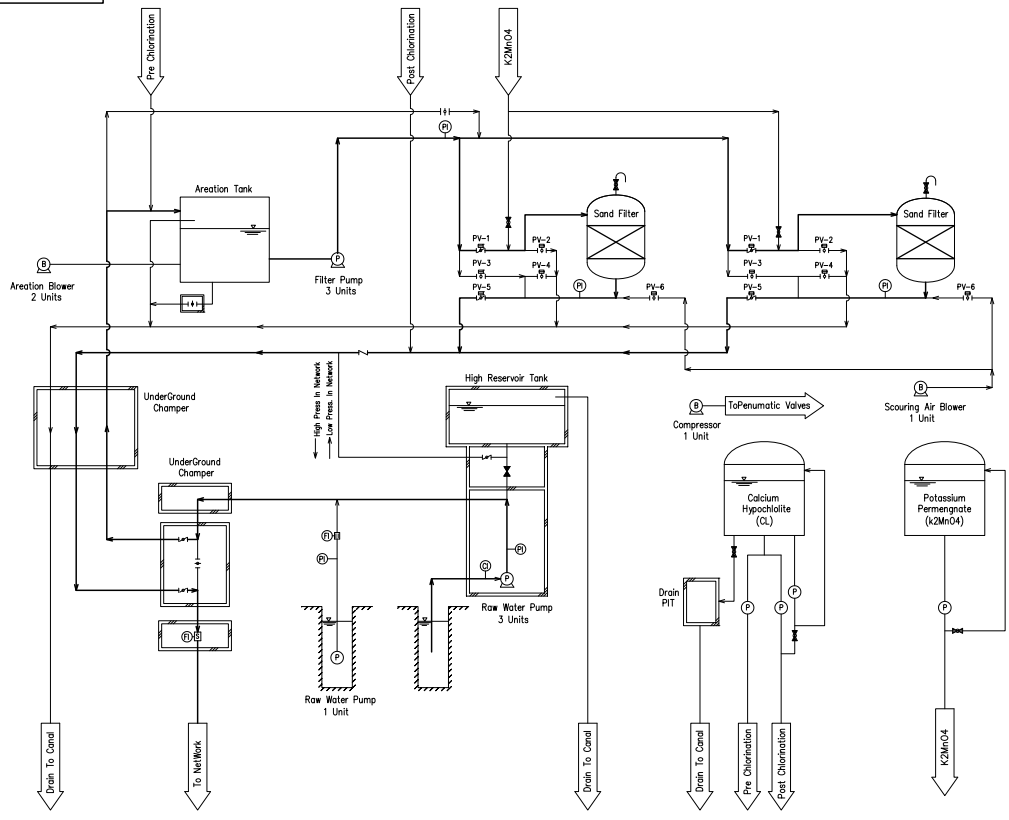 Pre Chlorination
Post Chlorination
K2MnO4
PI
Areation Tank
Sand Filter
Sand Filter
PV-1
PV-2
PV-1
PV-2
B
P
PV-3
PV-4
PV-3
PV-4
Areation Blower
2 Units
Filter Pump
3 Units
PV-5
PI
PV-6
PV-5
PI
PV-6
High Press In Network
Low Press. In Network
High Reservoir Tank
B
Scouring Air Blower
1 Unit
B
ToPenumatic Valves
Compressor
1 Unit
UnderGround
Champer
UnderGround
Champer
Calcium
Hypochlolite
(CL)
Potassium
Permengnate
(k2MnO4)
FI
PI
PI
CI
P
Raw Water Pump
3 Units
Drain
PIT
P
P
P
P
FI
S
P
Raw Water Pump
1 Unit
Drain To Canal
To NetWork
Drain To Canal
Drain To Canal
Pre Chlorination
Post Chlorination
K2MnO4